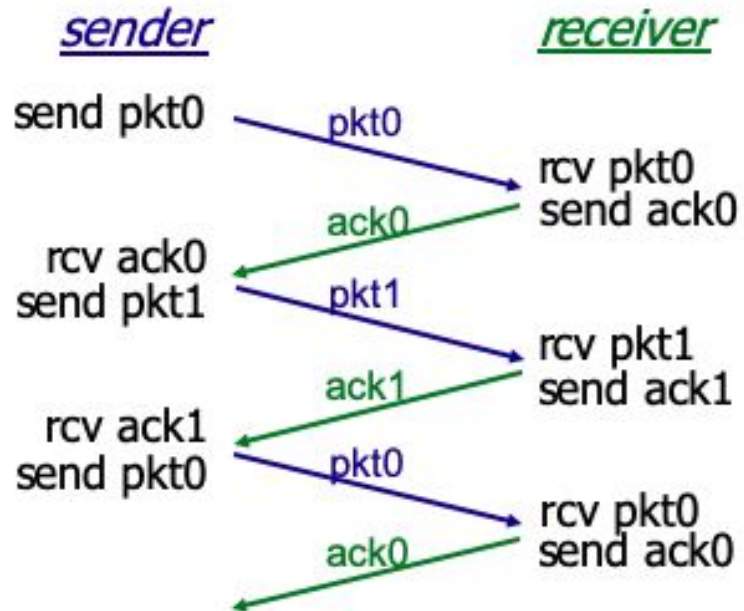 sender
receiver
send pkt0
pkt0
rcv pkt0
send ack0
ack0
rcv ack0
send pkt1
pkt1
rcv pkt1
send ack1
ack1
rcv ack1
send pkt0
pkt0
rcv pkt0
send ack0
ack0